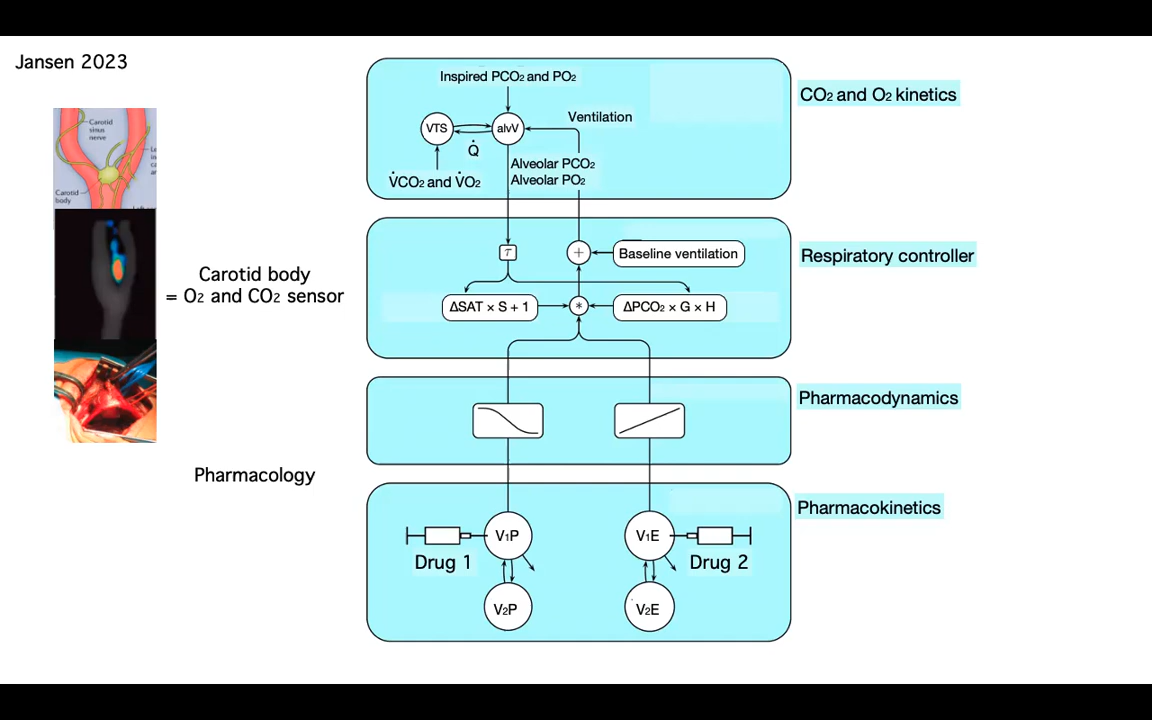 Jansen 2023
Carotid
sinus
nerve
Carotid
body
Carotid body
= O₂ and CO₂ sensor
Pharmacology
Inspired PCO₂ and PO₂
VTS
alvV
Ventilation
Q̇
V̇CO₂ and V̇O₂
Alveolar PCO₂
Alveolar PO₂
CO₂ and O₂ kinetics
τ
+
Baseline ventilation
ΔSAT × S + 1
*
ΔPCO₂ × G × H
Respiratory controller
Pharmacodynamics
V₁P
V₁E
Drug 1
Drug 2
V₂P
V₂E
Pharmacokinetics